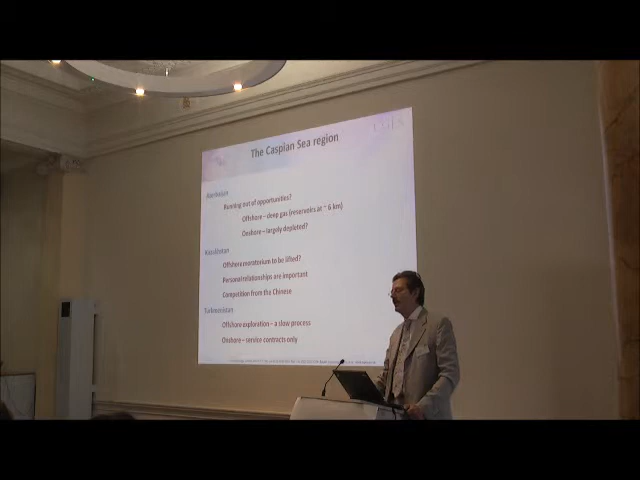 CGES
The Caspian Sea region
Azerbaijan
Running out of opportunities?
Offshore – deep gas (reservoirs at ~ 6 km)
Onshore – largely depleted?
Kazakhstan
Offshore moratorium to be lifted?
Personal relationships are important
Competition from the Chinese
Turkmenistan
Offshore exploration – a slow process
Onshore – service contracts only